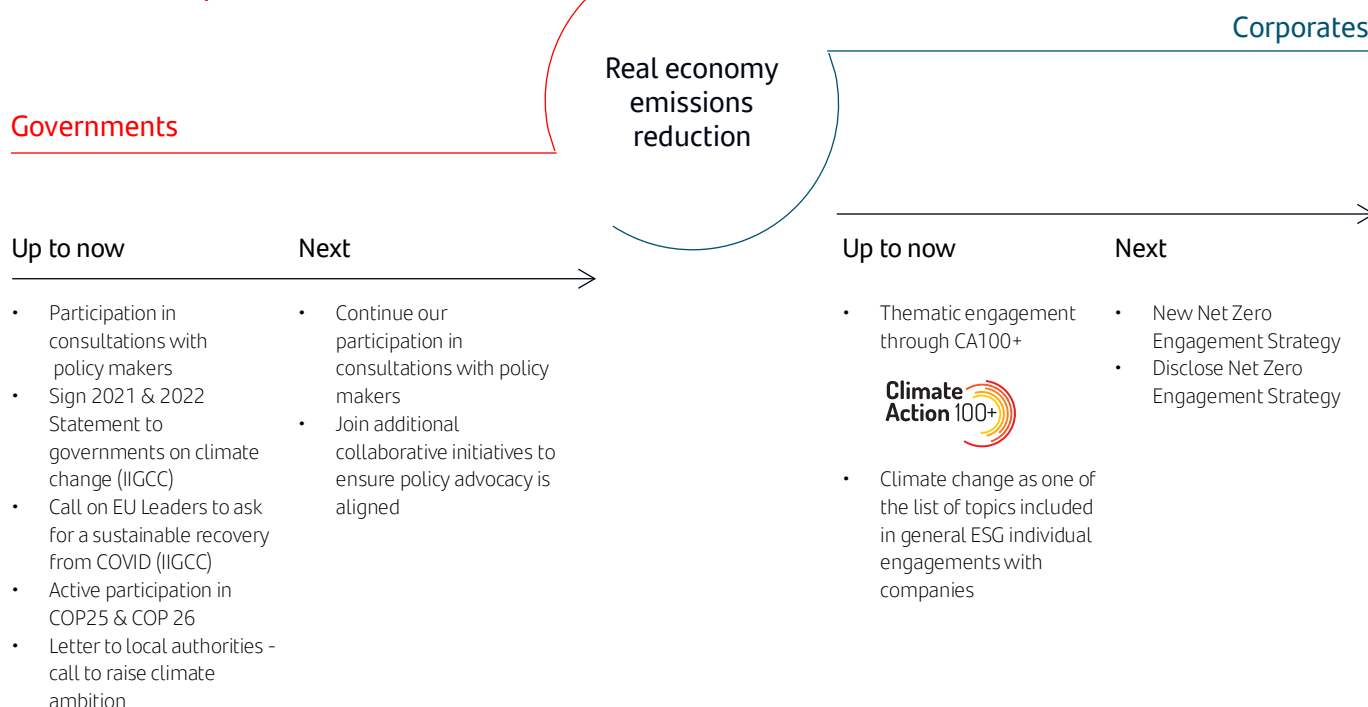 Corporates
Real economy
emissions
reduction
Governments
Up to now
Next
• Participation in
consultations with
policy makers
• Sign 2021 & 2022
Statement to
governments on climate
change (IIGCC)
• Call on EU Leaders to ask
for a sustainable recovery
from COVID (IIGCC)
• Active participation in
COP25 & COP 26
• Letter to local authorities -
call to raise climate
ambition
• Continue our
participation in
consultations with policy
makers
• Join additional
collaborative initiatives to
ensure policy advocacy is
aligned
Up to now
Next
• Thematic engagement
through CA100+
Climate
Action 100+
• Climate change as one of
the list of topics included
in general ESG individual
engagements with
companies
• New Net Zero
Engagement Strategy
• Disclose Net Zero
Engagement Strategy